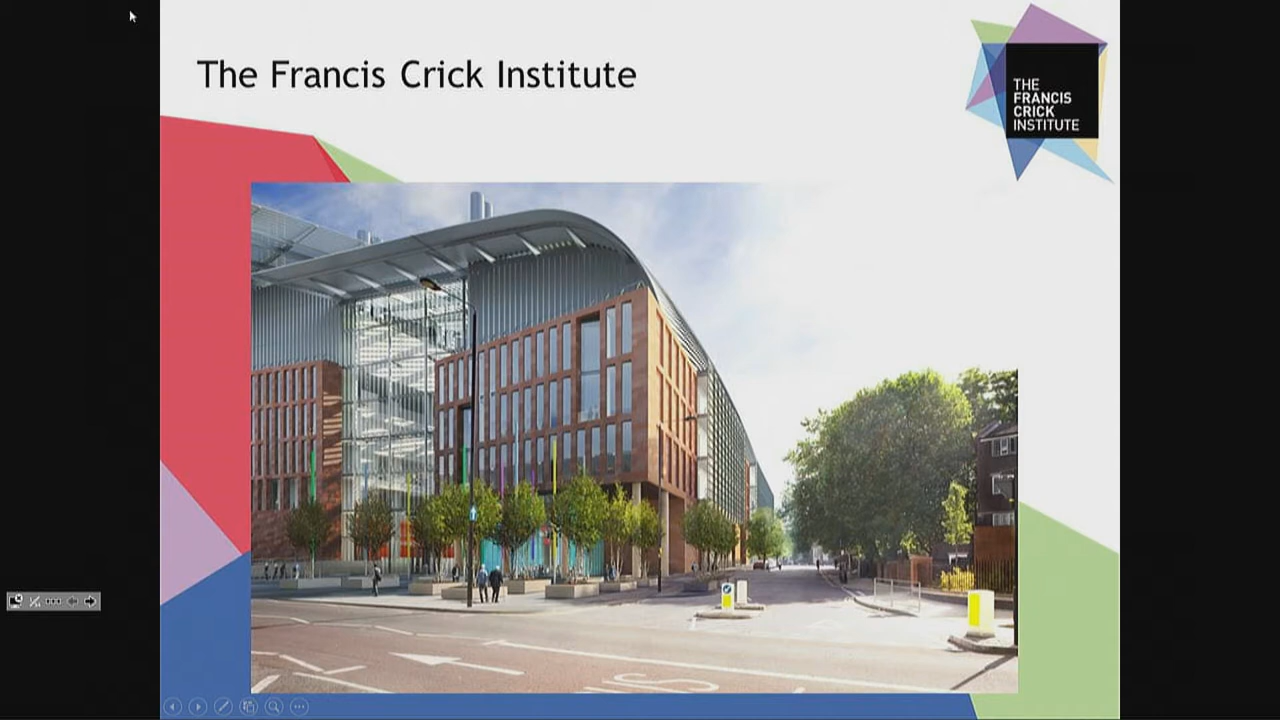 The Francis Crick Institute
THE
FRANCIS
CRICK
INSTITUTE